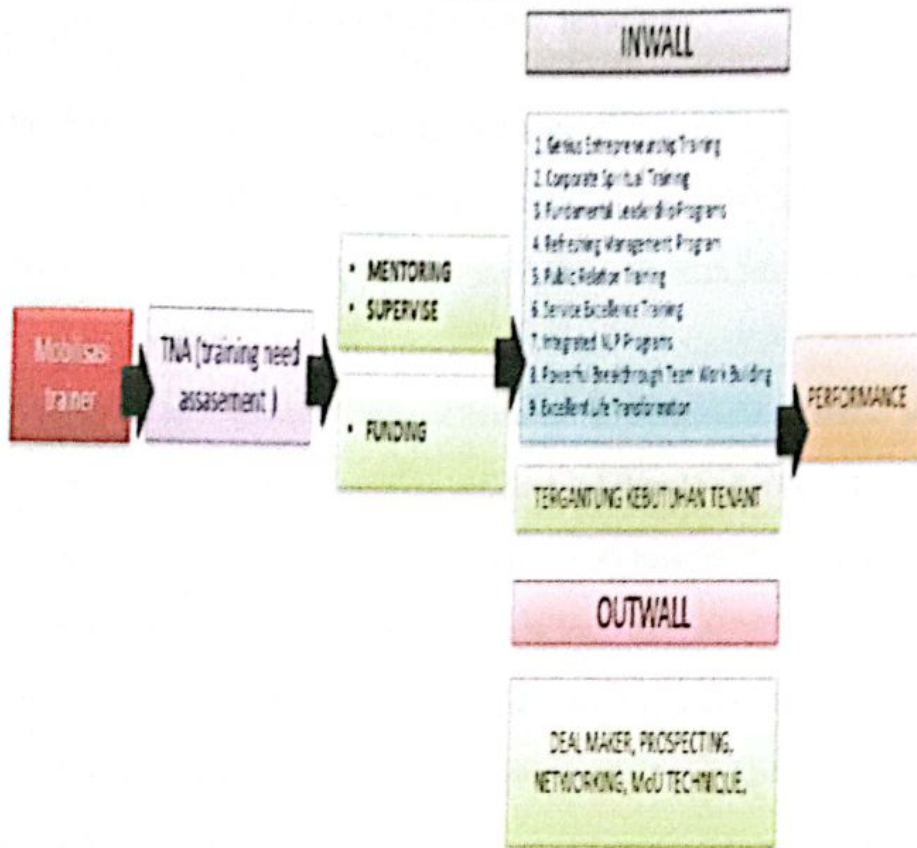 INWALL
1. Genius Entrepreneurship Training
2. Corporate Spiritual Training
3. Fundamental Leadership Programs
4. Refreshing Management Program
5. Public Relation Training
6. Service Excellence Training
7. Integrated NLP Programs
8. Powerful Breakthrough Team Work Building
9. Excellent Life Transformation
• MENTORING
• SUPERVISE
Mobilisasi
trainer
TNA (training need
assasement )
• FUNDING
PERFORMANCE
TERGANTUNG KEBUTUHAN TENANT
OUTWALL
DEAL MAKER, PROSPECTING,
NETWORKING, MoU TECHNIQUE,